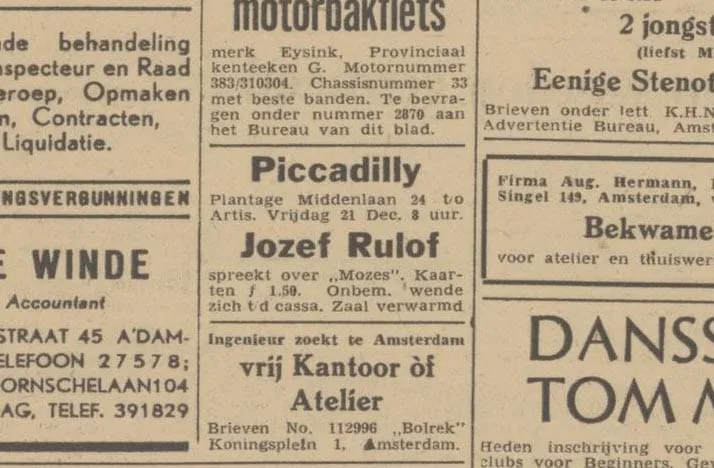 de behandeling
nspecteur en Raad
eroep, Opmaken
n, Contracten,
Liquidatie.
NGSVERGUNNINGEN
E WINDE
Accountant
STRAAT 45 A'DAM-
ELEFOON 27578;
ORNSCHELAAN 104
AG, TELEF. 391829
motorbakfiets
merk Eysink, Provinciaal
kenteeken G. Motornummer
383/310304. Chassisnummer 33
met beste banden. Te bevra-
gen onder nummer 2870 aan
het Bureau van dit blad.
Piccadilly
Plantage Middenlaan 24 t/o
Artis. Vrijdag 21 Dec. 8 uur.
Jozef Rulof
spreekt over „Mozes". Kaar-
ten ƒ 1.50. Onbem. wende
zich t/d cassa. Zaal verwarmd
Ingenieur zoekt te Amsterdam
vrij Kantoor òf
Atelier
Brieven No. 112996 „Bolrek"
Koningsplein 1, Amsterdam.
2 jongst
(liefst M
Eenige Stenot
Brieven onder lett. K.H.N
Advertentie Bureau, Amst
Firma Aug. Hermann,
Singel 149, Amsterdam,
Bekwame
voor atelier en thuiswer
DANSS
TOM M
Heden inschrijving voor
clubs voor Beginners, Gev